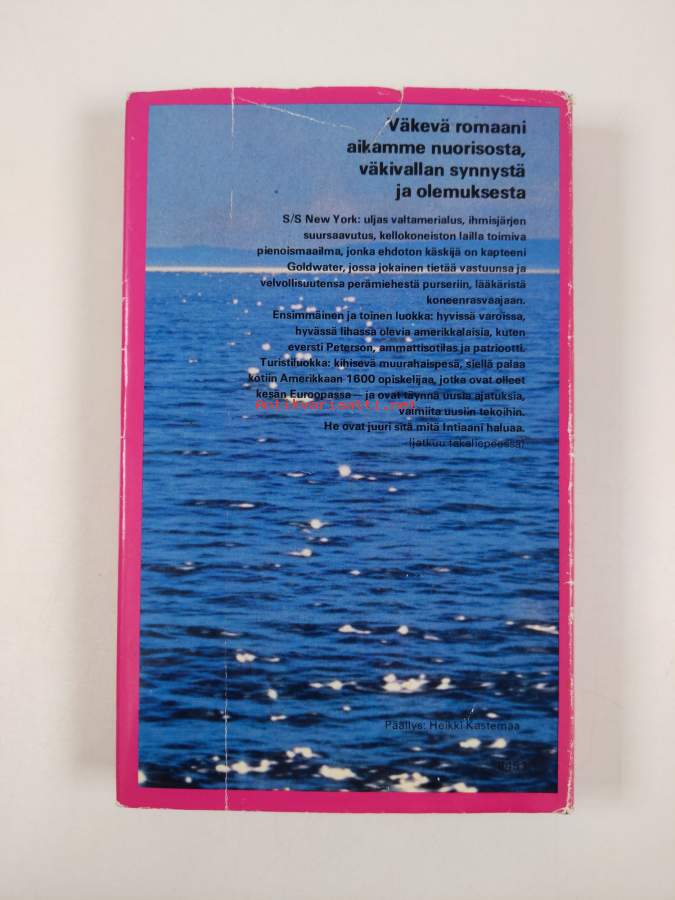 Väkevä romaani
aikamme nuorisosta,
väkivallan synnystä
ja olemuksesta
S/S New York: uljas valtamerialus, ihmisjärjen
suursaavutus, kellokoneiston lailla toimiva
pienoismaailma, jonka ehdoton käskijä on kapteeni
Goldwater, jossa jokainen tietää vastuunsa ja
velvollisuutensa perämiehestä purseriin, lääkäristä
koneenrasvaajaan.
Ensimmäinen ja toinen luokka: hyvissä varoissa,
hyvässä lihassa olevia amerikkalaisia, kuten
eversti Peterson, ammattisotilas ja patriootti.
Turistiluokka: kihisevä muurahaispesä, siellä palaa
kotiin Amerikkaan 1600 opiskelijaa, jotka ovat olleet
kesän Euroopassa — ja ovat täynnä uusia ajatuksia,
antikvariaatti.net
valmiita uusiin tekoihin.
He ovat juuri sitä mitä Intiaani haluaa.
(jatkuu takaliepeessä)
Päällys: Heikki Kastemaa